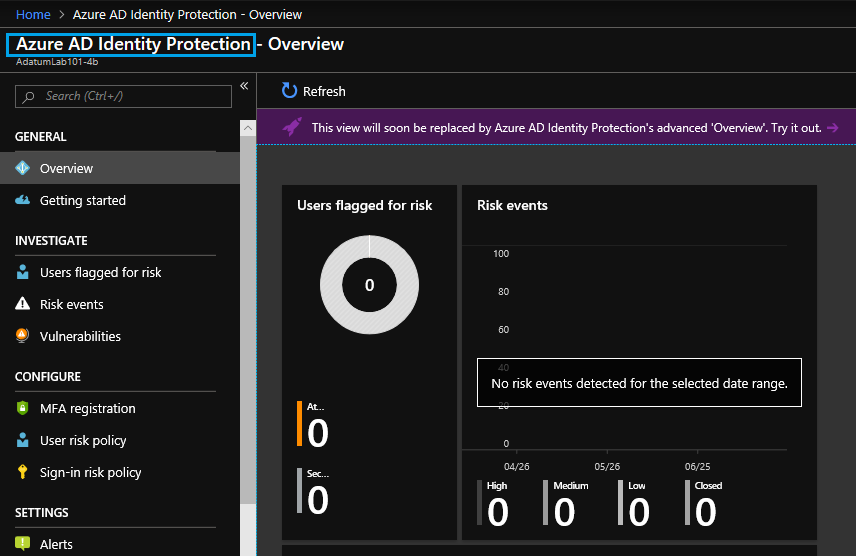 Home > Azure AD Identity Protection - Overview
Azure AD Identity Protection - Overview
AdatumLab101-4b
«
Search (Ctrl+/)
GENERAL
Overview
Getting started
INVESTIGATE
Users flagged for risk
Risk events
Vulnerabilities
CONFIGURE
MFA registration
User risk policy
Sign-in risk policy
SETTINGS
Alerts
Refresh
This view will soon be replaced by Azure AD Identity Protection's advanced 'Overview'. Try it out. →
Users flagged for risk
0
At...
0
Sec...
0
Risk events
100
80
60
40
No risk events detected for the selected date range.
20
0
04/26 05/26 06/25
High Medium Low Closed
0 0 0 0